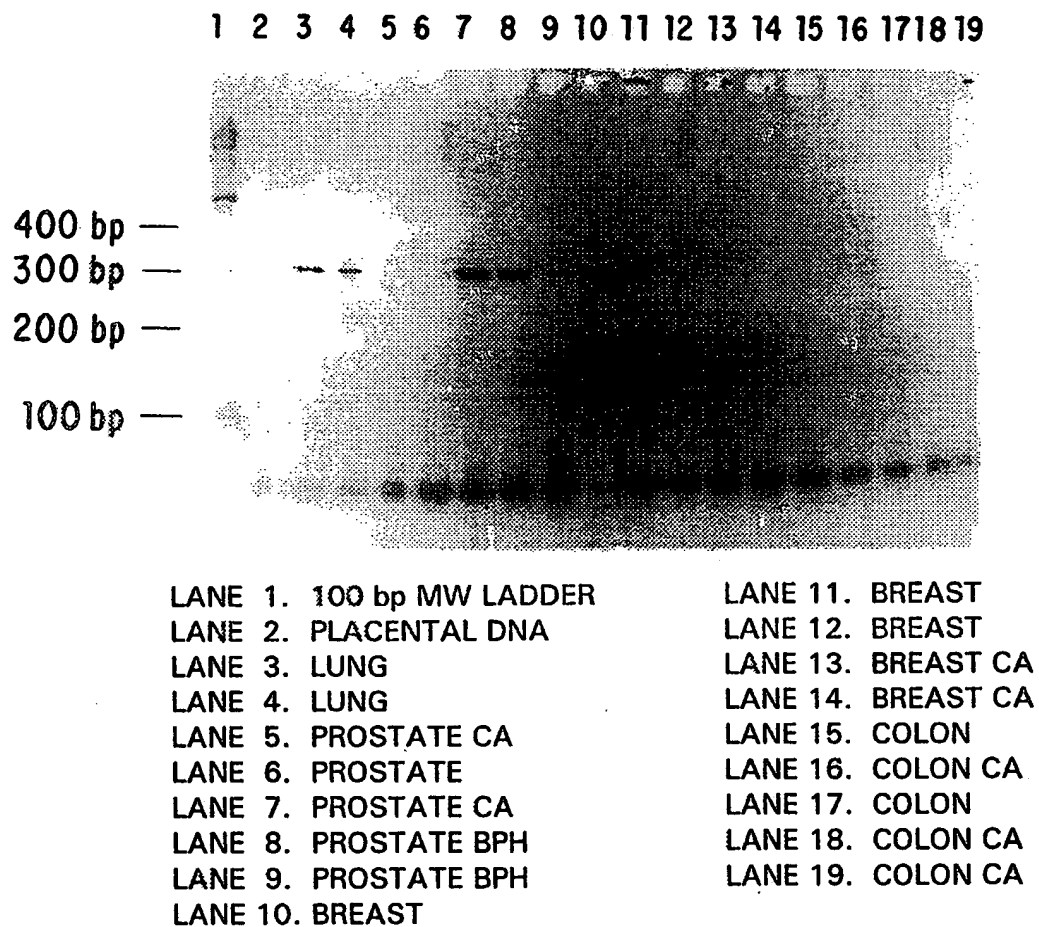 1 2 3 4 5 6 7 8 9 10 11 12 13 14 15 16 17 18 19
400 bp
300 bp
200 bp
100 bp
LANE 1. 100 bp MW LADDER
LANE 2. PLACENTAL DNA
LANE 3. LUNG
LANE 4. LUNG
LANE 5. PROSTATE CA
LANE 6. PROSTATE
LANE 7. PROSTATE CA
LANE 8. PROSTATE BPH
LANE 9. PROSTATE BPH
LANE 10. BREAST
LANE 11. BREAST
LANE 12. BREAST
LANE 13. BREAST CA
LANE 14. BREAST CA
LANE 15. COLON
LANE 16. COLON CA
LANE 17. COLON
LANE 18. COLON CA
LANE 19. COLON CA